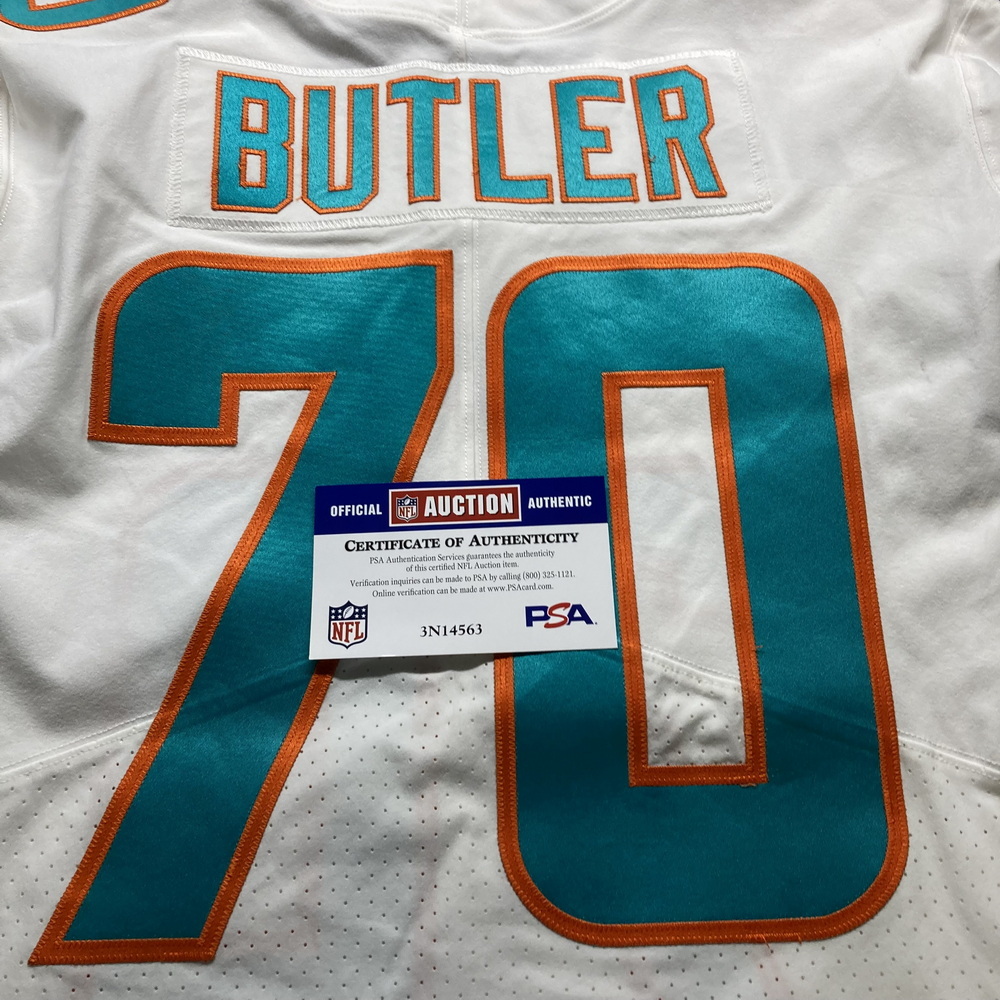 BUTLER
70
OFFICIAL NFL AUCTION AUTHENTIC
CERTIFICATE OF AUTHENTICITY
PSA Authentication Services guarantees the authenticity
of this certified NFL Auction item.
Verification inquiries can be made to PSA by calling (800) 325-1121.
Online verification can be made at www.PSAcard.com.
NFL 3N14563 PSA